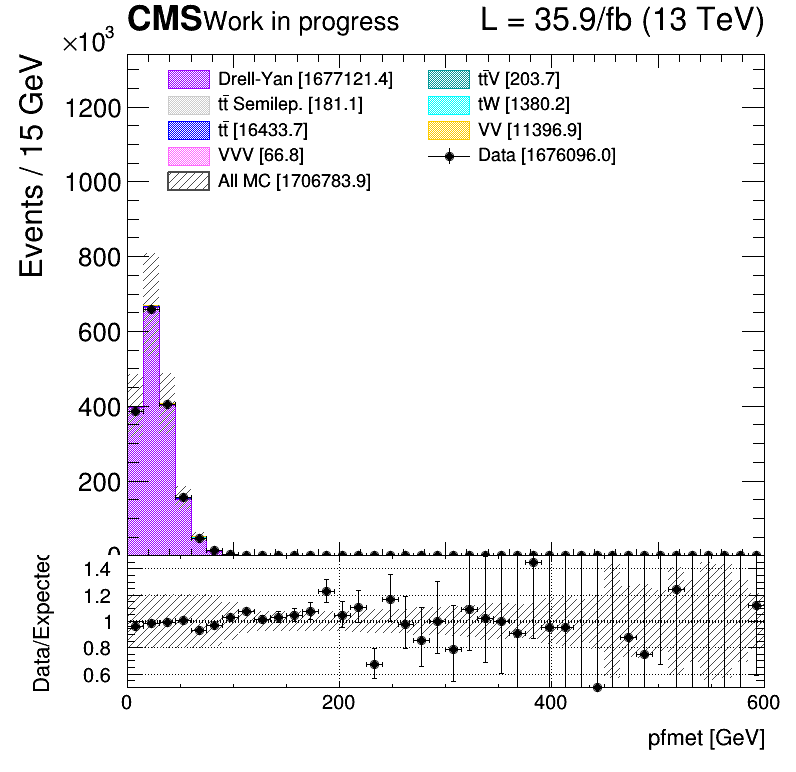 CMS Work in progress L = 35.9/fb (13 TeV)
×10³
Events / 15 GeV
1200
1000
800
600
400
200
0
Drell-Yan [1677121.4]
tt̄ Semilep. [181.1]
tt̄ [16433.7]
VVV [66.8]
All MC [1706783.9]
tt̄V [203.7]
tW [1380.2]
VV [11396.9]
Data [1676096.0]
Data/Expected
1.4
1.2
1
0.8
0.6
0 200 400 600
pfmet [GeV]